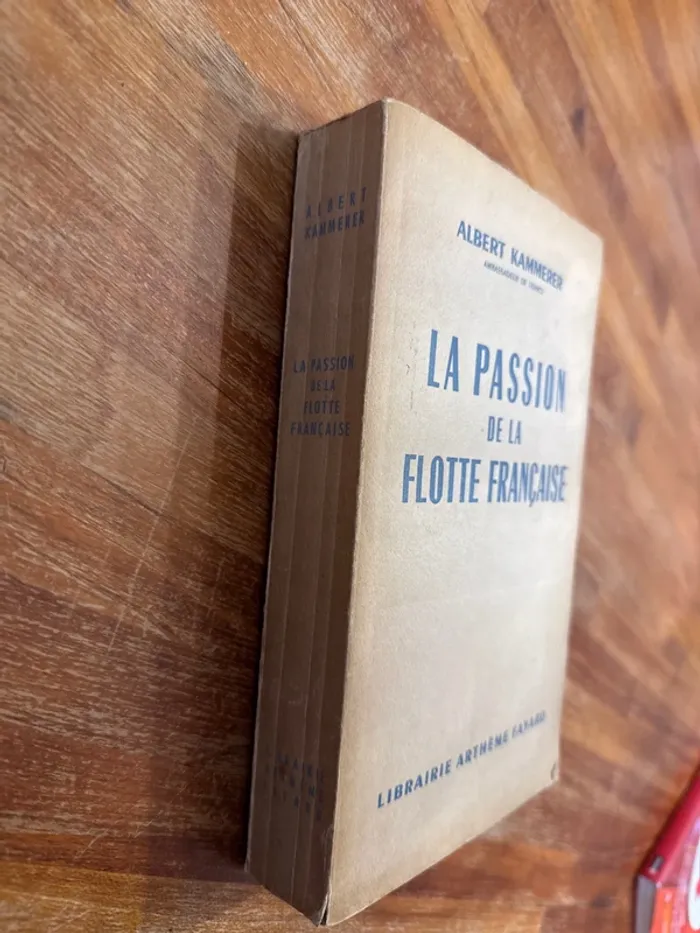 ALBERT
KAMMERER
LA PASSION
DE LA
FLOTTE
FRANÇAISE
ALBERT KAMMERER
AMBASSADEUR DE FRANCE
LA PASSION
DE LA
FLOTTE FRANÇAISE
LIBRAIRIE ARTHÈME FAYARD